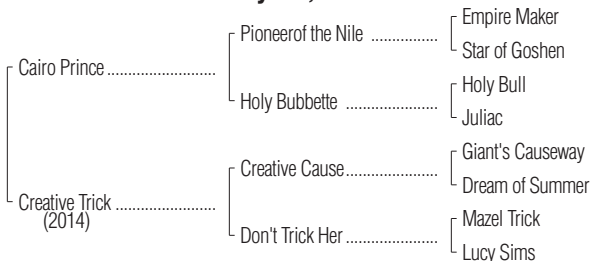 Cairo Prince ..........................
Creative Trick ........................
(2014)
Pioneerof the Nile ................
Holy Bubbette ......................
Creative Cause......................
Don't Trick Her ......................
Empire Maker
Star of Goshen
Holy Bull
Juliac
Giant's Causeway
Dream of Summer
Mazel Trick
Lucy Sims